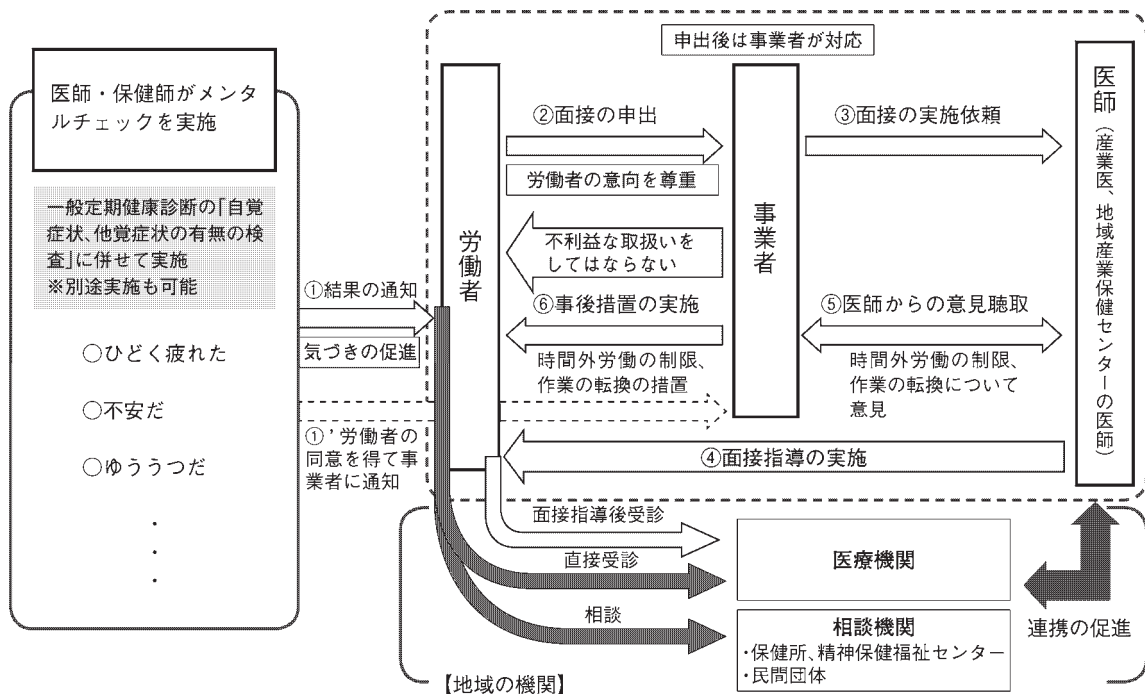 申出後は事業者が対応
医師・保健師がメンタ
ルチェックを実施
一般定期健康診断の「自覚
症状、他覚症状の有無の検
査」に併せて実施
※別途実施も可能
○ひどく疲れた
○不安だ
○ゆううつだ
・
・
・
①結果の通知
気づきの促進
①’労働者の
同意を得て事
業者に通知
労働者
②面接の申出
労働者の意向を尊重
不利益な取扱いを
してはならない
⑥事後措置の実施
時間外労働の制限、
作業の転換の措置
事業者
③面接の実施依頼
⑤医師からの意見聴取
時間外労働の制限、
作業の転換について
意見
④面接指導の実施
医師（産業医、地域産業保健センターの医師）
面接指導後受診
直接受診
相談
医療機関
相談機関
・保健所、精神保健福祉センター
・民間団体
連携の促進
【地域の機関】